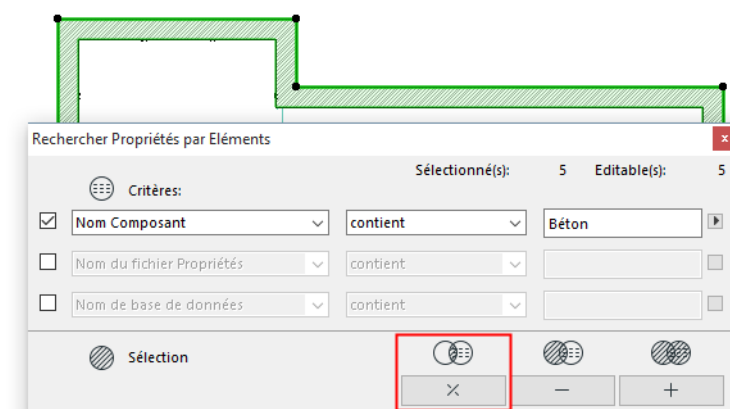 Rechercher Propriétés par Eléments
x
Sélectionné(s): 5 Editable(s): 5
Critères:
Nom Composant contient Béton
Nom du fichier Propriétés contient
Nom de base de données contient
Sélection